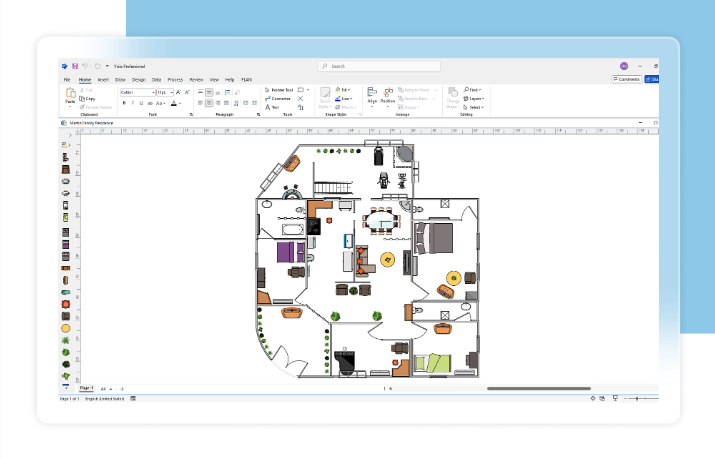 Visio Professional
Search
File Home Insert Draw Design Data Process Review View Help PLAN
Comments
Paste
Cut
Copy
Format Painter
Calibri 12pt
B I U ab Aa A
Pointer Tool
Connector
A Text
Quick Styles
Fill
Line
Effects
Align Position
Bring to Front
Send to Back
Group
Change Shape
Find
Layers
Select
Clipboard Font Paragraph Tools Shape Styles Arrange Editing
Martin Family Residence
Page-1 All
Page 1 of 1 English (United States)